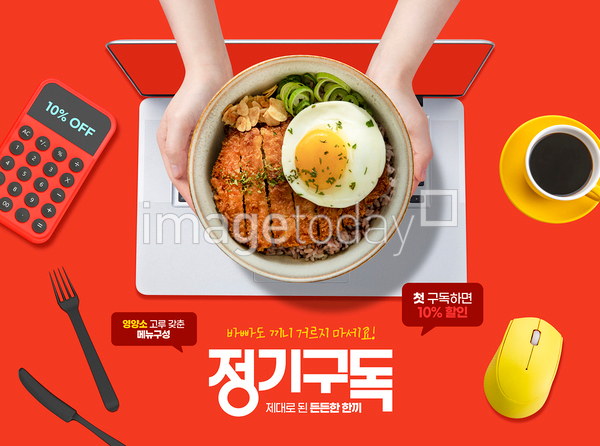 10% OFF
AC
%
÷
imagetoday
영양소 고루 갖춘
메뉴구성
첫 구독하면
10% 할인
바빠도 끼니 거르지 마세요!
정기구독
제대로 된 든든한 한끼